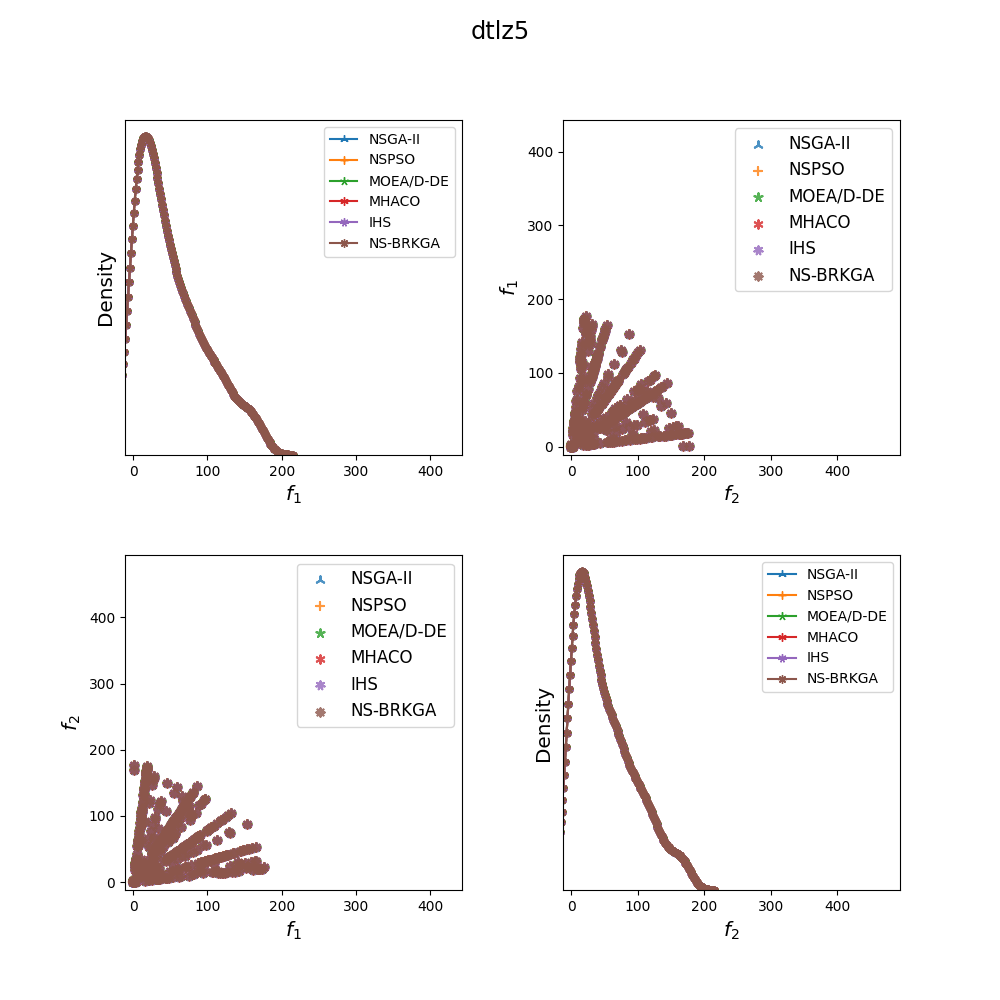 dtlz5
Density
NSGA-II
NSPSO
MOEA/D-DE
MHACO
IHS
NS-BRKGA
0 100 200 300 400
f1
f1
400
300
200
100
0
NSGA-II
NSPSO
MOEA/D-DE
MHACO
IHS
NS-BRKGA
0 100 200 300 400
f2
f2
400
300
200
100
0
NSGA-II
NSPSO
MOEA/D-DE
MHACO
IHS
NS-BRKGA
0 100 200 300 400
f1
Density
NSGA-II
NSPSO
MOEA/D-DE
MHACO
IHS
NS-BRKGA
0 100 200 300 400
f2